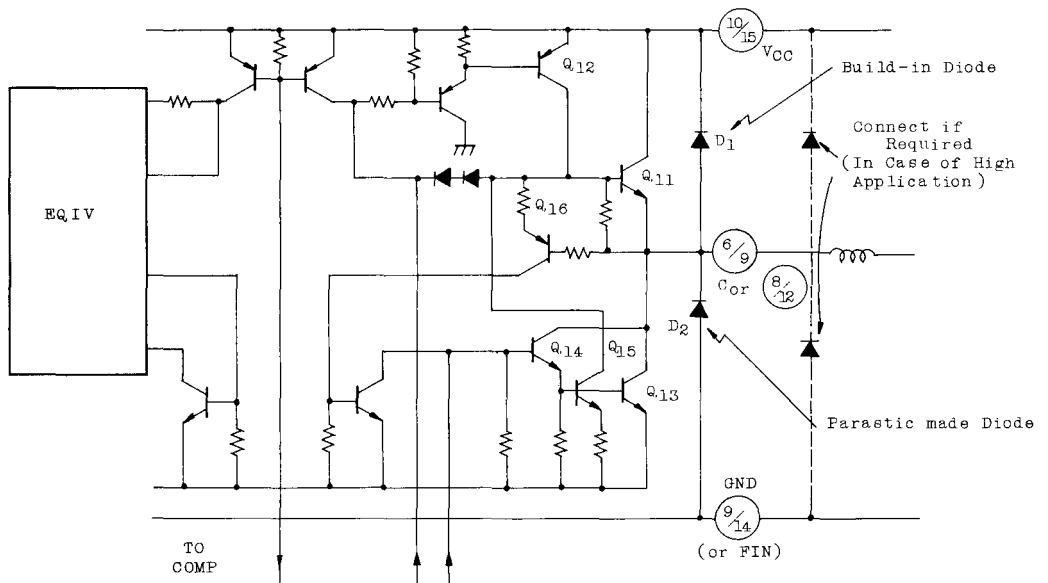 10/15
VCC
Build-in Diode
Q12
Connect if
Required
(In Case of High
Application)
D1
Q11
EQIV
Q16
6/9
Cor
8/12
D2
Q14
Q15
Q13
Parastic made Diode
GND
9/14
(or FIN)
TO
COMP